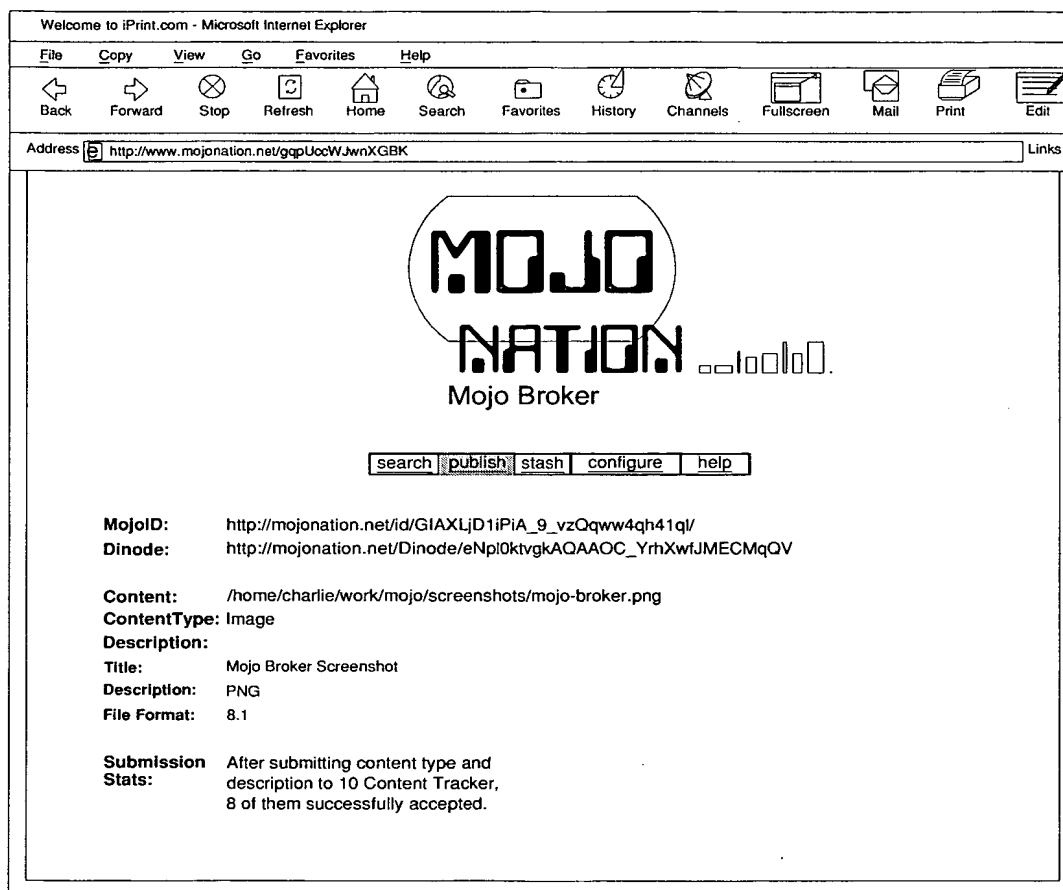 Welcome to iPrint.com - Microsoft Internet Explorer
File Copy View Go Favorites Help
Back Forward Stop Refresh Home Search Favorites History Channels Fullscreen Mail Print Edit
Address e http://www.mojonation.net/gqpUccWJwnXGBK Links
MOJO
NATION
Mojo Broker
search publish stash configure help
MojoID: http://mojonation.net/id/GIAXLjD1iPiA_9_vzQqww4qh41ql/
Dinode: http://mojonation.net/Dinode/eNpl0ktvgkAQAAOC_YrhXwfJMECMqQV
Content: /home/charlie/work/mojo/screenshots/mojo-broker.png
ContentType: Image
Description:
Title: Mojo Broker Screenshot
Description: PNG
File Format: 8.1
Submission After submitting content type and
Stats: description to 10 Content Tracker,
8 of them successfully accepted.